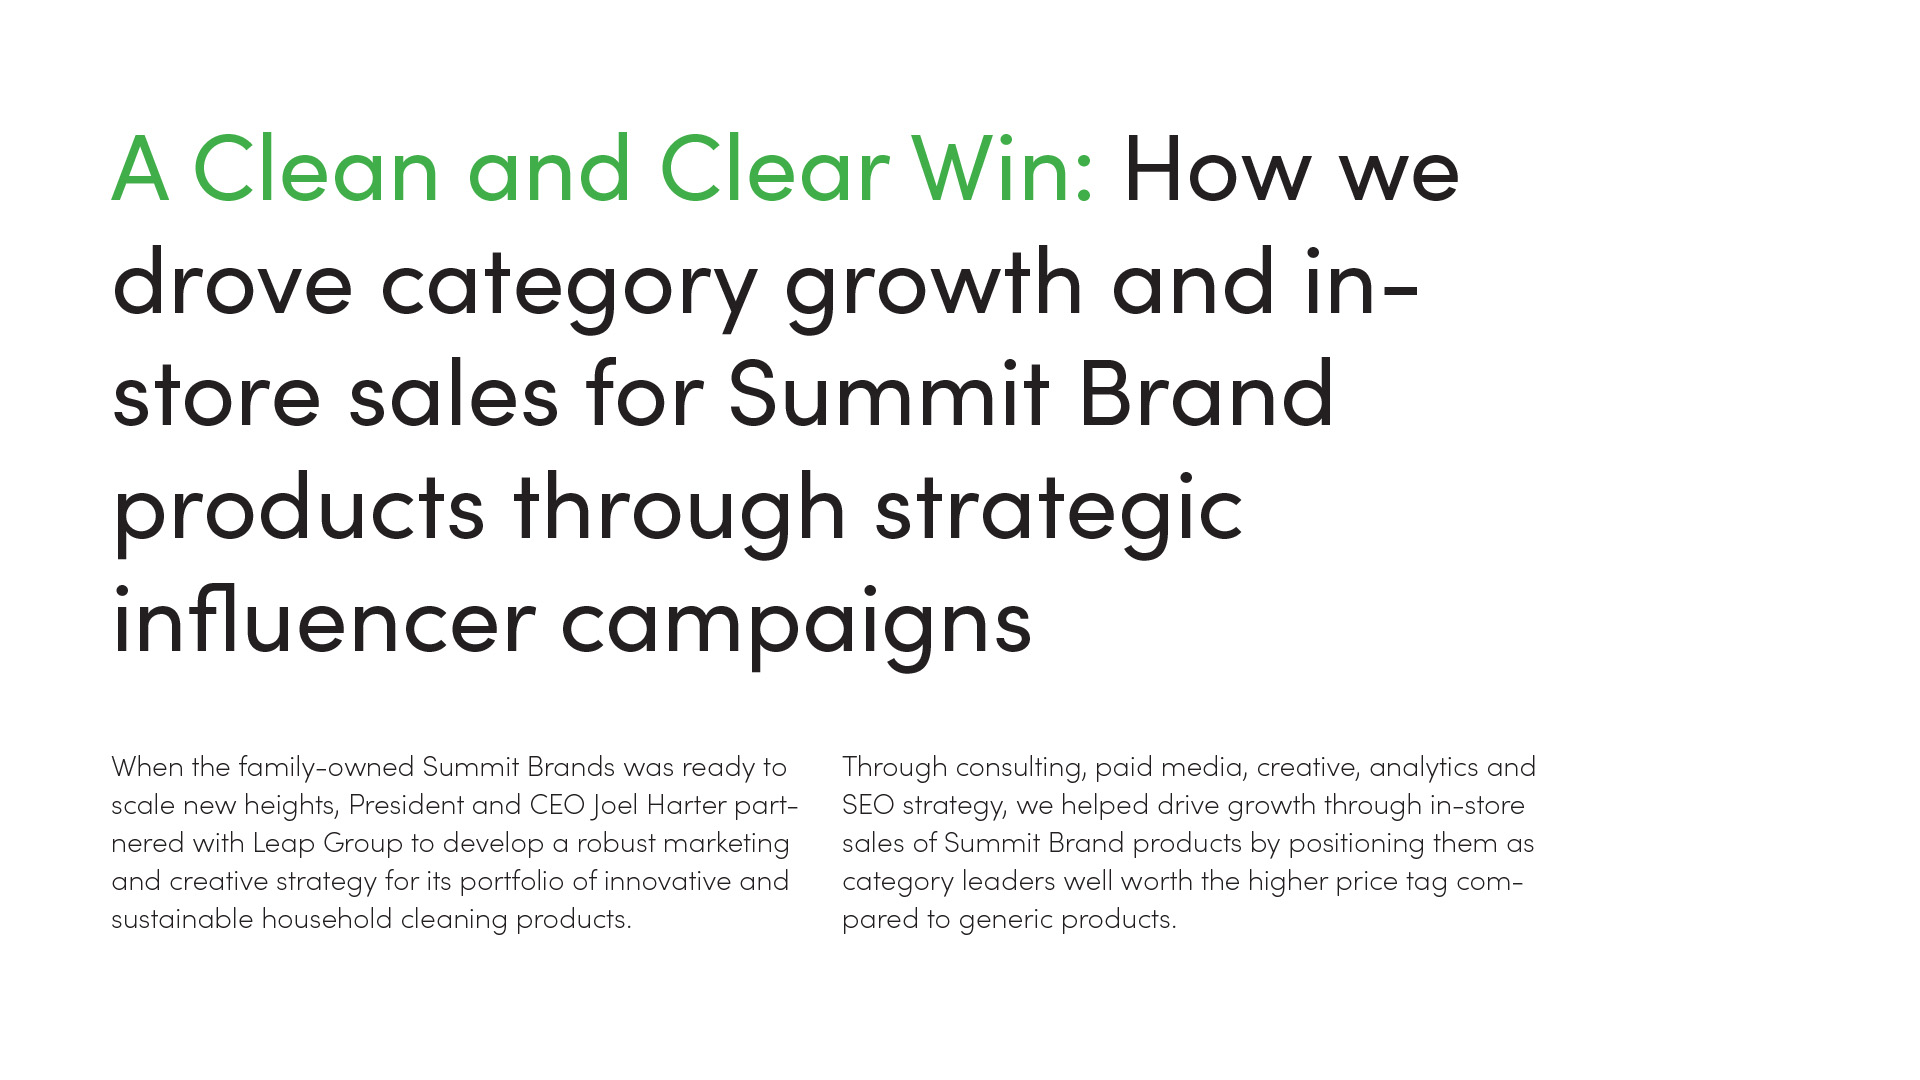 A Clean and Clear Win: How we
drove category growth and in-
store sales for Summit Brand
products through strategic
influencer campaigns
When the family-owned Summit Brands was ready to
scale new heights, President and CEO Joel Harter part-
nered with Leap Group to develop a robust marketing
and creative strategy for its portfolio of innovative and
sustainable household cleaning products.
Through consulting, paid media, creative, analytics and
SEO strategy, we helped drive growth through in-store
sales of Summit Brand products by positioning them as
category leaders well worth the higher price tag com-
pared to generic products.